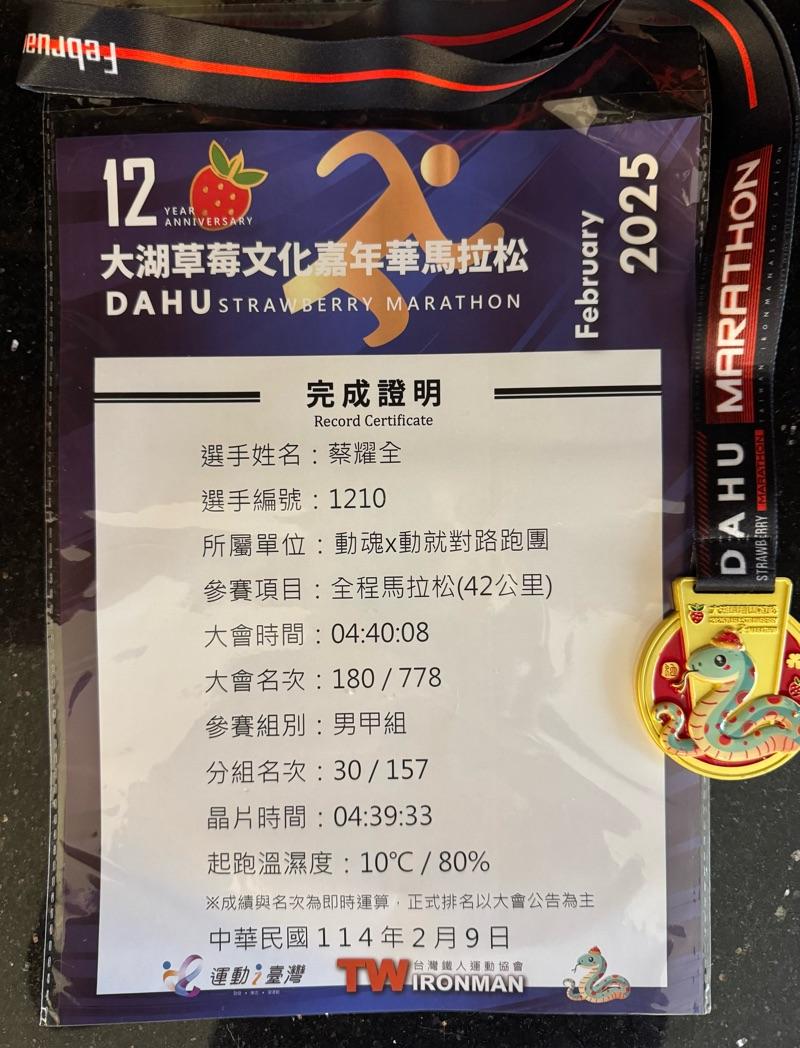 February
12
YEAR
ANNIVERSARY
大湖草莓文化嘉年華馬拉松
DAHU STRAWBERRY MARATHON
February
2025
完成證明
Record Certificate
選手姓名：蔡耀全
選手編號：1210
所屬單位：動魂x動就對路跑團
參賽項目：全程馬拉松(42公里)
大會時間：04:40:08
大會名次：180 / 778
參賽組別：男甲組
分組名次：30 / 157
晶片時間：04:39:33
起跑溫濕度：10℃ / 80%
※成績與名次為即時運算，正式排名以大會公告為主
中華民國 1 1 4 年 2 月 9 日
運動i臺灣
TW
台灣鐵人運動協會
IRONMAN
DAHU MARATHON
STRAWBERRY MARATHON